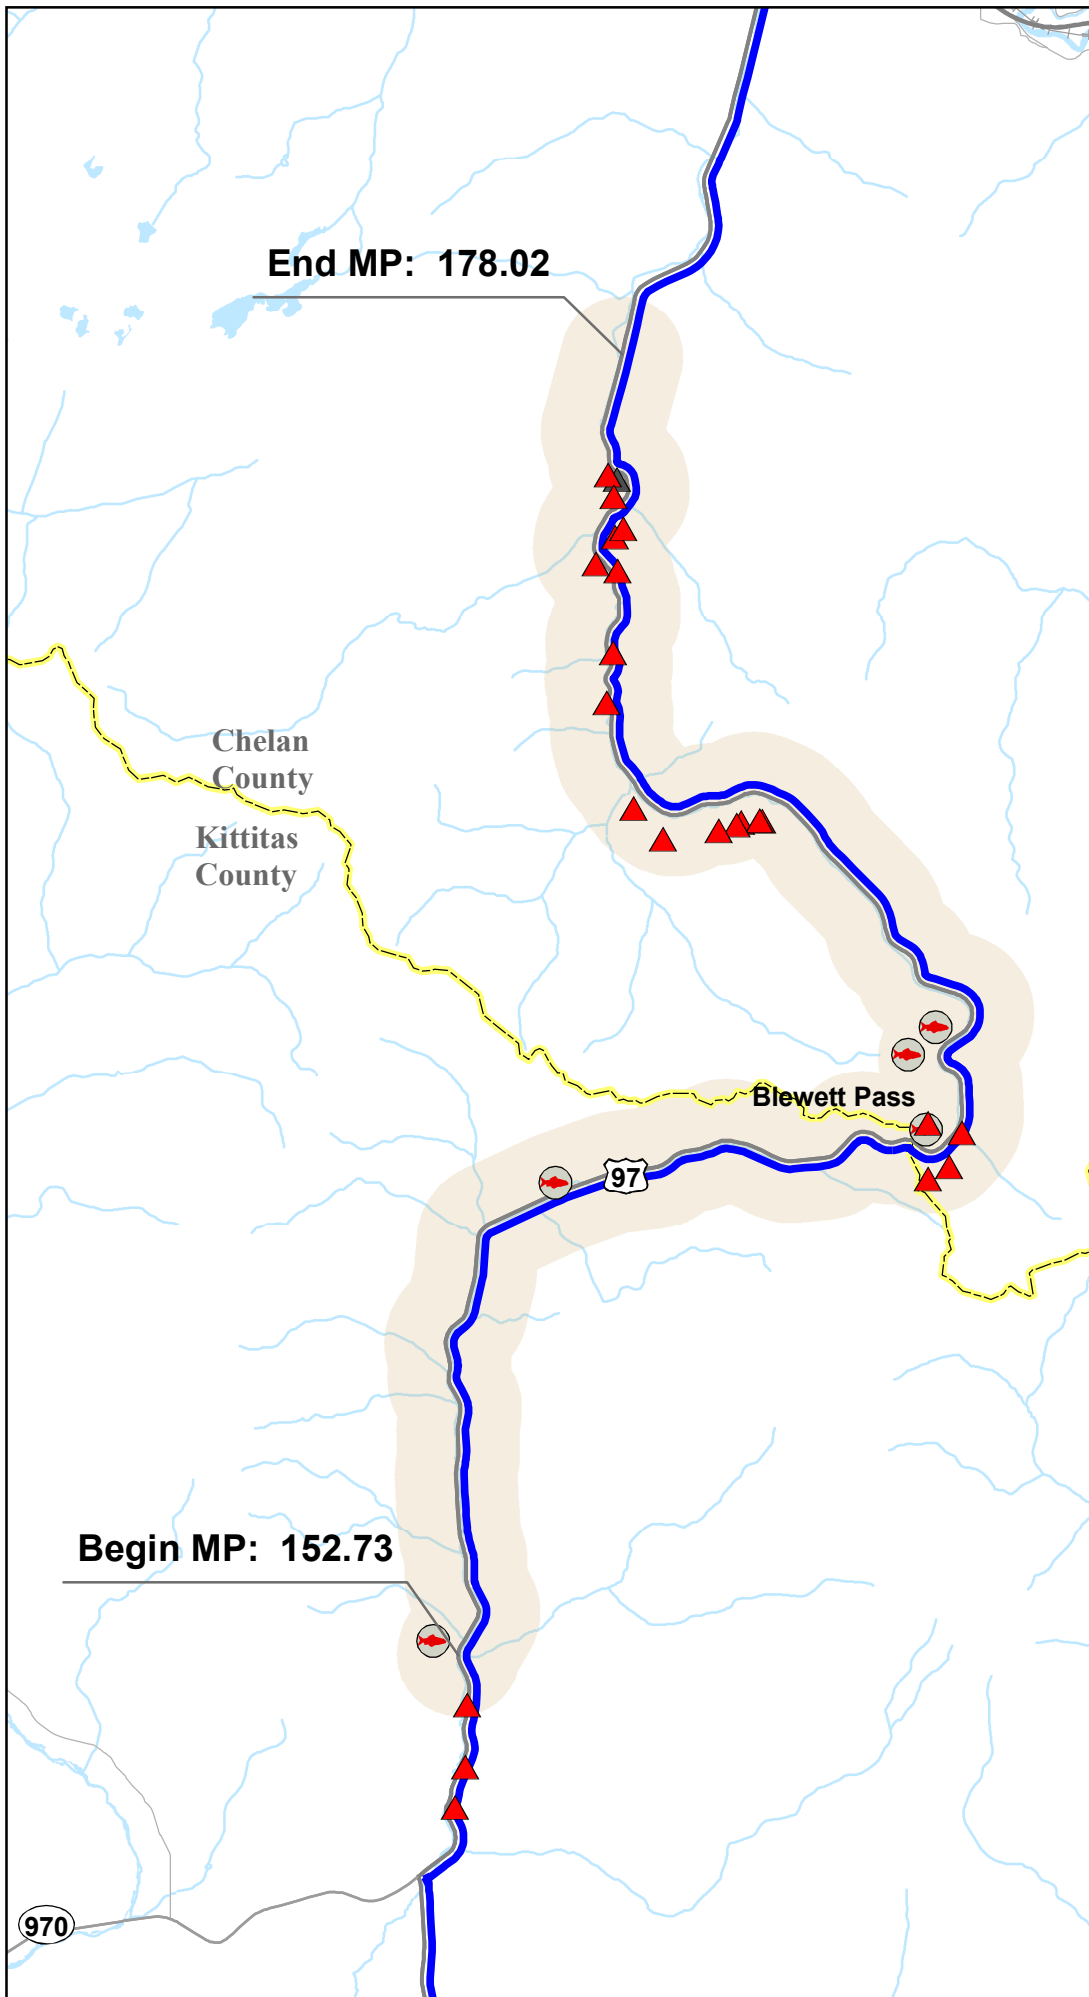 End MP: 178.02
Chelan
County
Kittitas
County
Blewett Pass
97
Begin MP: 152.73
970